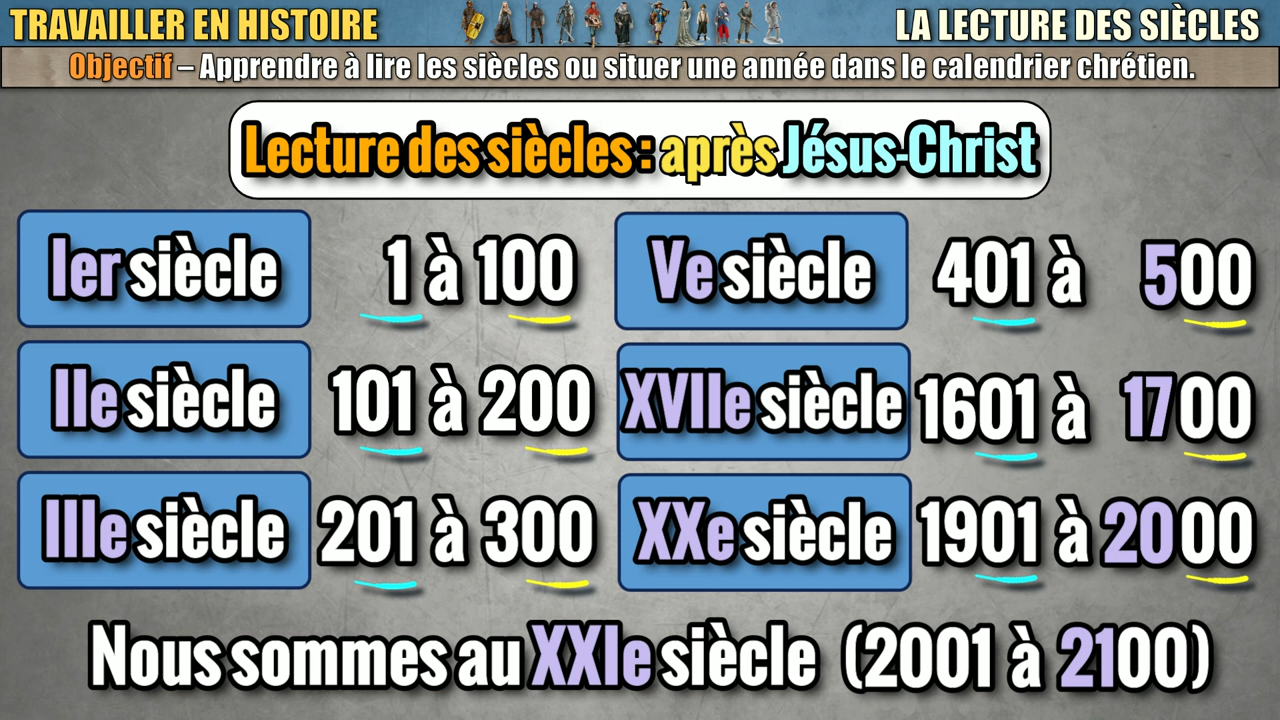 TRAVAILLER EN HISTOIRE
LA LECTURE DES SIÈCLES
Objectif – Apprendre à lire les siècles ou situer une année dans le calendrier chrétien.
Lecture des siècles : après Jésus-Christ
Ier siècle 1 à 100
Ve siècle 401 à 500
IIe siècle 101 à 200
XVIIe siècle 1601 à 1700
IIIe siècle 201 à 300
XXe siècle 1901 à 2000
Nous sommes au XXIe siècle (2001 à 2100)